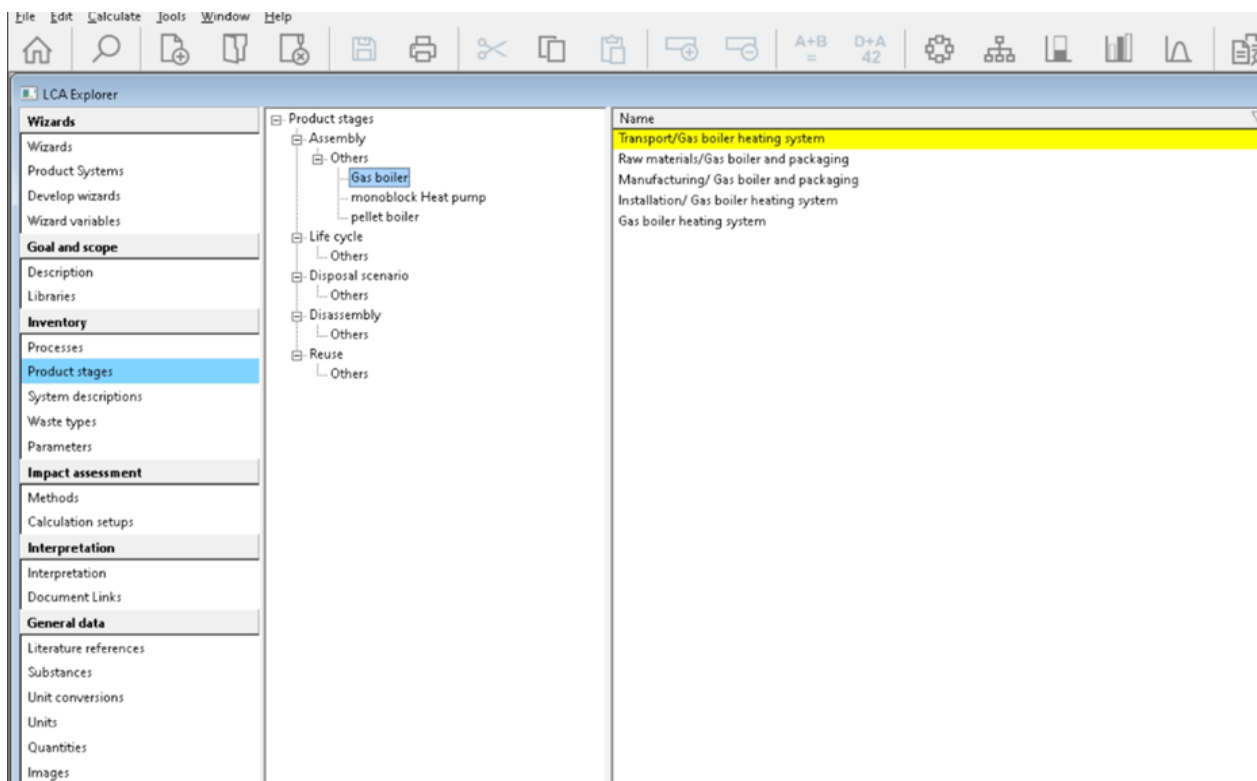 File Edit Calculate Tools Window Help
A+B
=
D+A
42
LCA Explorer
Wizards
Wizards
Product Systems
Develop wizards
Wizard variables
Goal and scope
Description
Libraries
Inventory
Processes
Product stages
System descriptions
Waste types
Parameters
Impact assessment
Methods
Calculation setups
Interpretation
Interpretation
Document Links
General data
Literature references
Substances
Unit conversions
Units
Quantities
Images
Product stages
Assembly
Others
Gas boiler
monoblock Heat pump
pellet boiler
Life cycle
Others
Disposal scenario
Others
Disassembly
Others
Reuse
Others
Name
Transport/Gas boiler heating system
Raw materials/Gas boiler and packaging
Manufacturing/ Gas boiler and packaging
Installation/ Gas boiler heating system
Gas boiler heating system